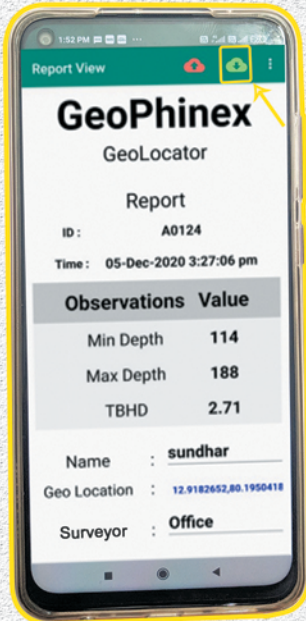 1:52 PM
Report View
GeoPhinex
GeoLocator
Report
ID : A0124
Time : 05-Dec-2020 3:27:06 pm
Observations Value
Min Depth 114
Max Depth 188
TBHD 2.71
Name : sundhar
Geo Location : 12.9182652,80.1950418
Surveyor : Office